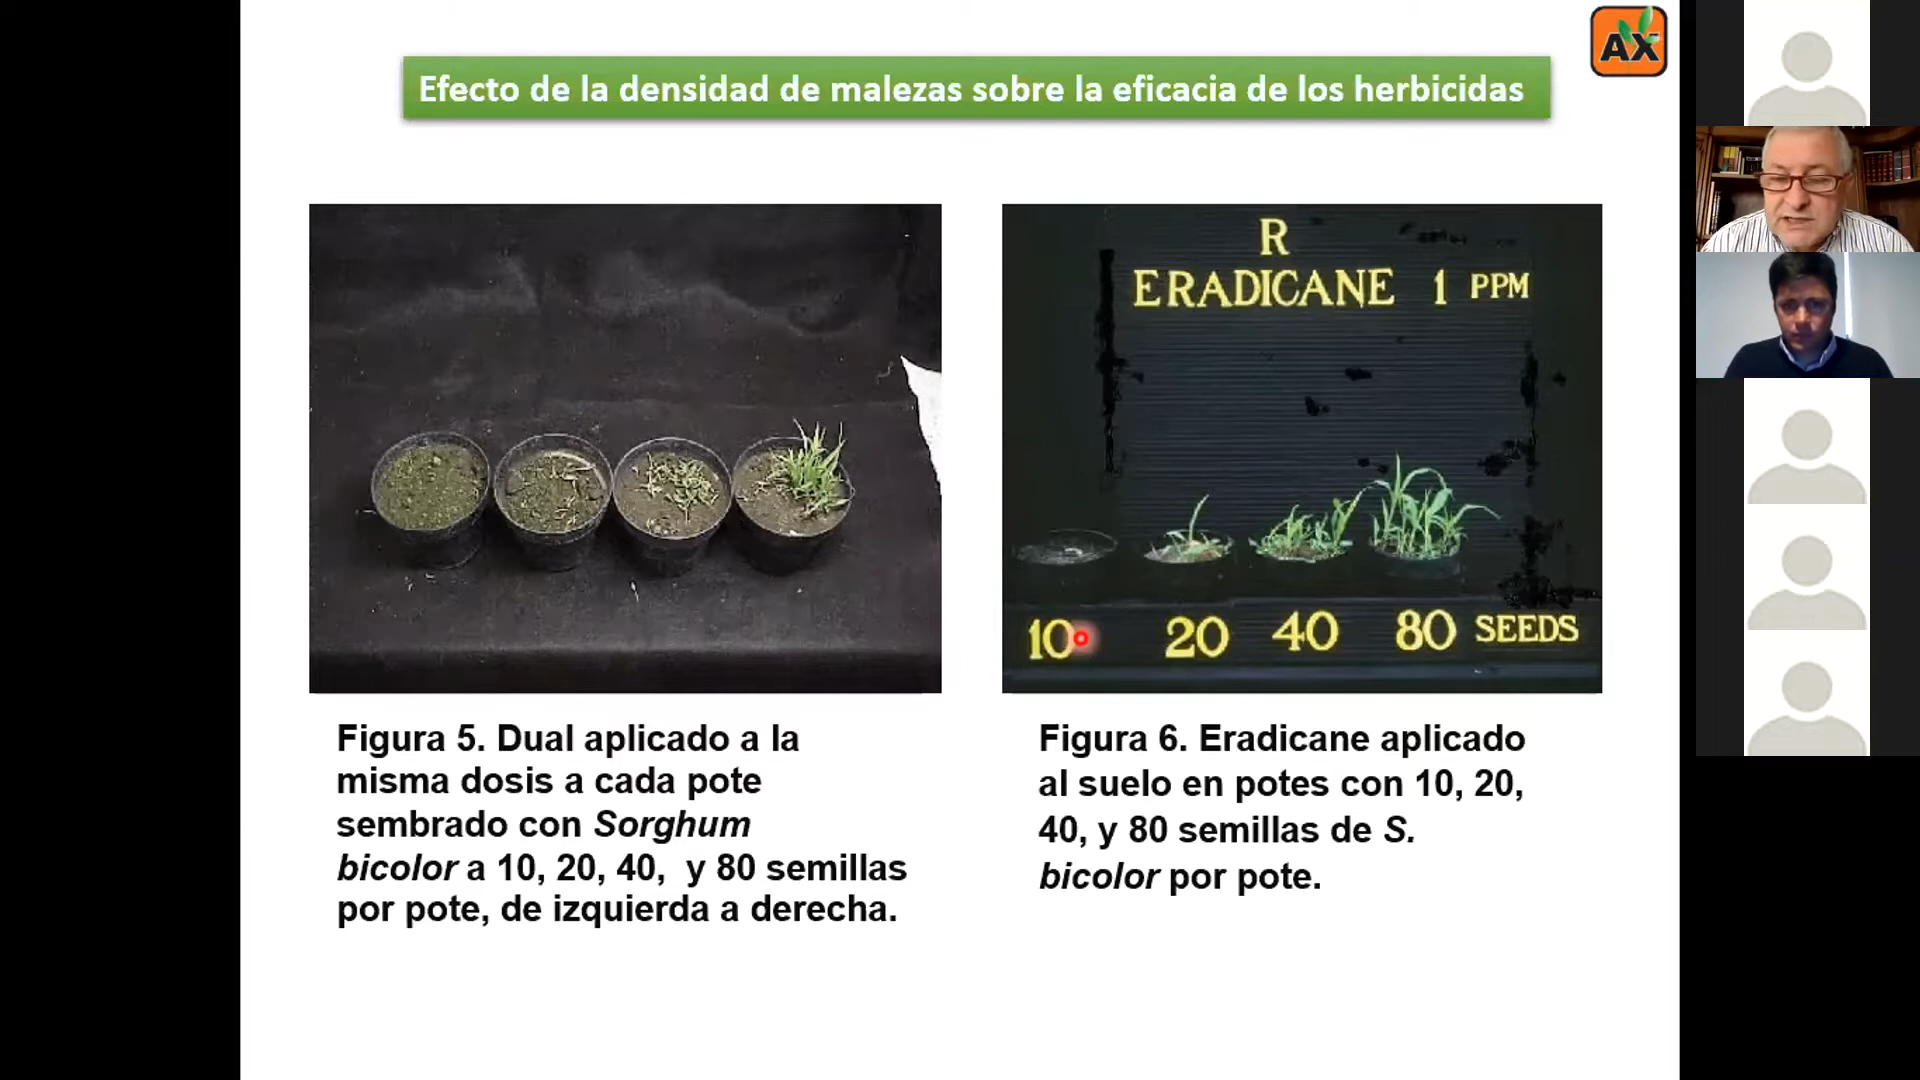 AX
Efecto de la densidad de malezas sobre la eficacia de los herbicidas
R
ERADICANE 1 PPM
10 20 40 80 SEEDS
Figura 5. Dual aplicado a la
misma dosis a cada pote
sembrado con Sorghum
bicolor a 10, 20, 40, y 80 semillas
por pote, de izquierda a derecha.
Figura 6. Eradicane aplicado
al suelo en potes con 10, 20,
40, y 80 semillas de S.
bicolor por pote.